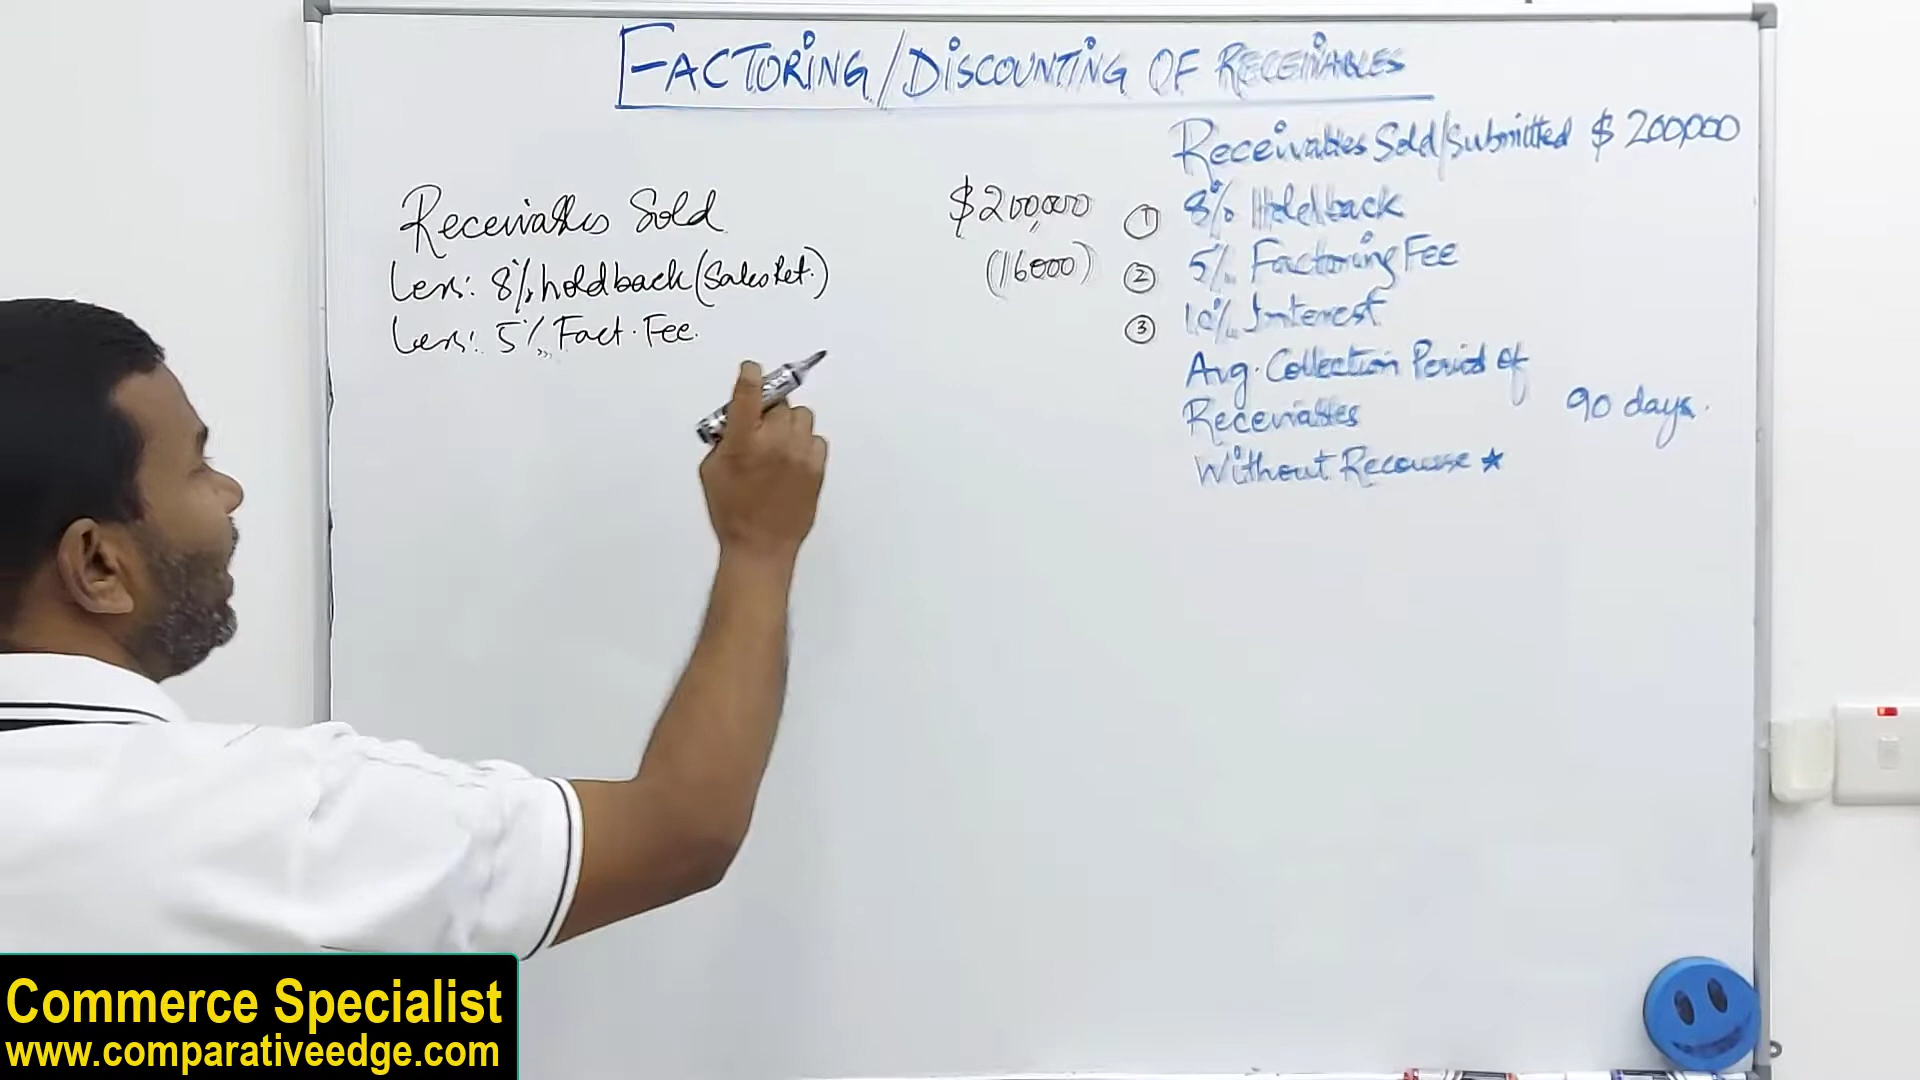 FACTORING/DISCOUNTING OF RECEIVABLES
Receivables Sold/Submitted $200,000
① 8% Holdback
② 5% Factoring Fee
③ 10% Interest
Avg. Collection Period of
Receivables 90 days.
Without Recourse ★
Receivables Sold $200,000
Less: 8% holdback (Sales Ret.) (16000)
Less: 5% Fact. Fee.
Commerce Specialist
www.comparativeedge.com